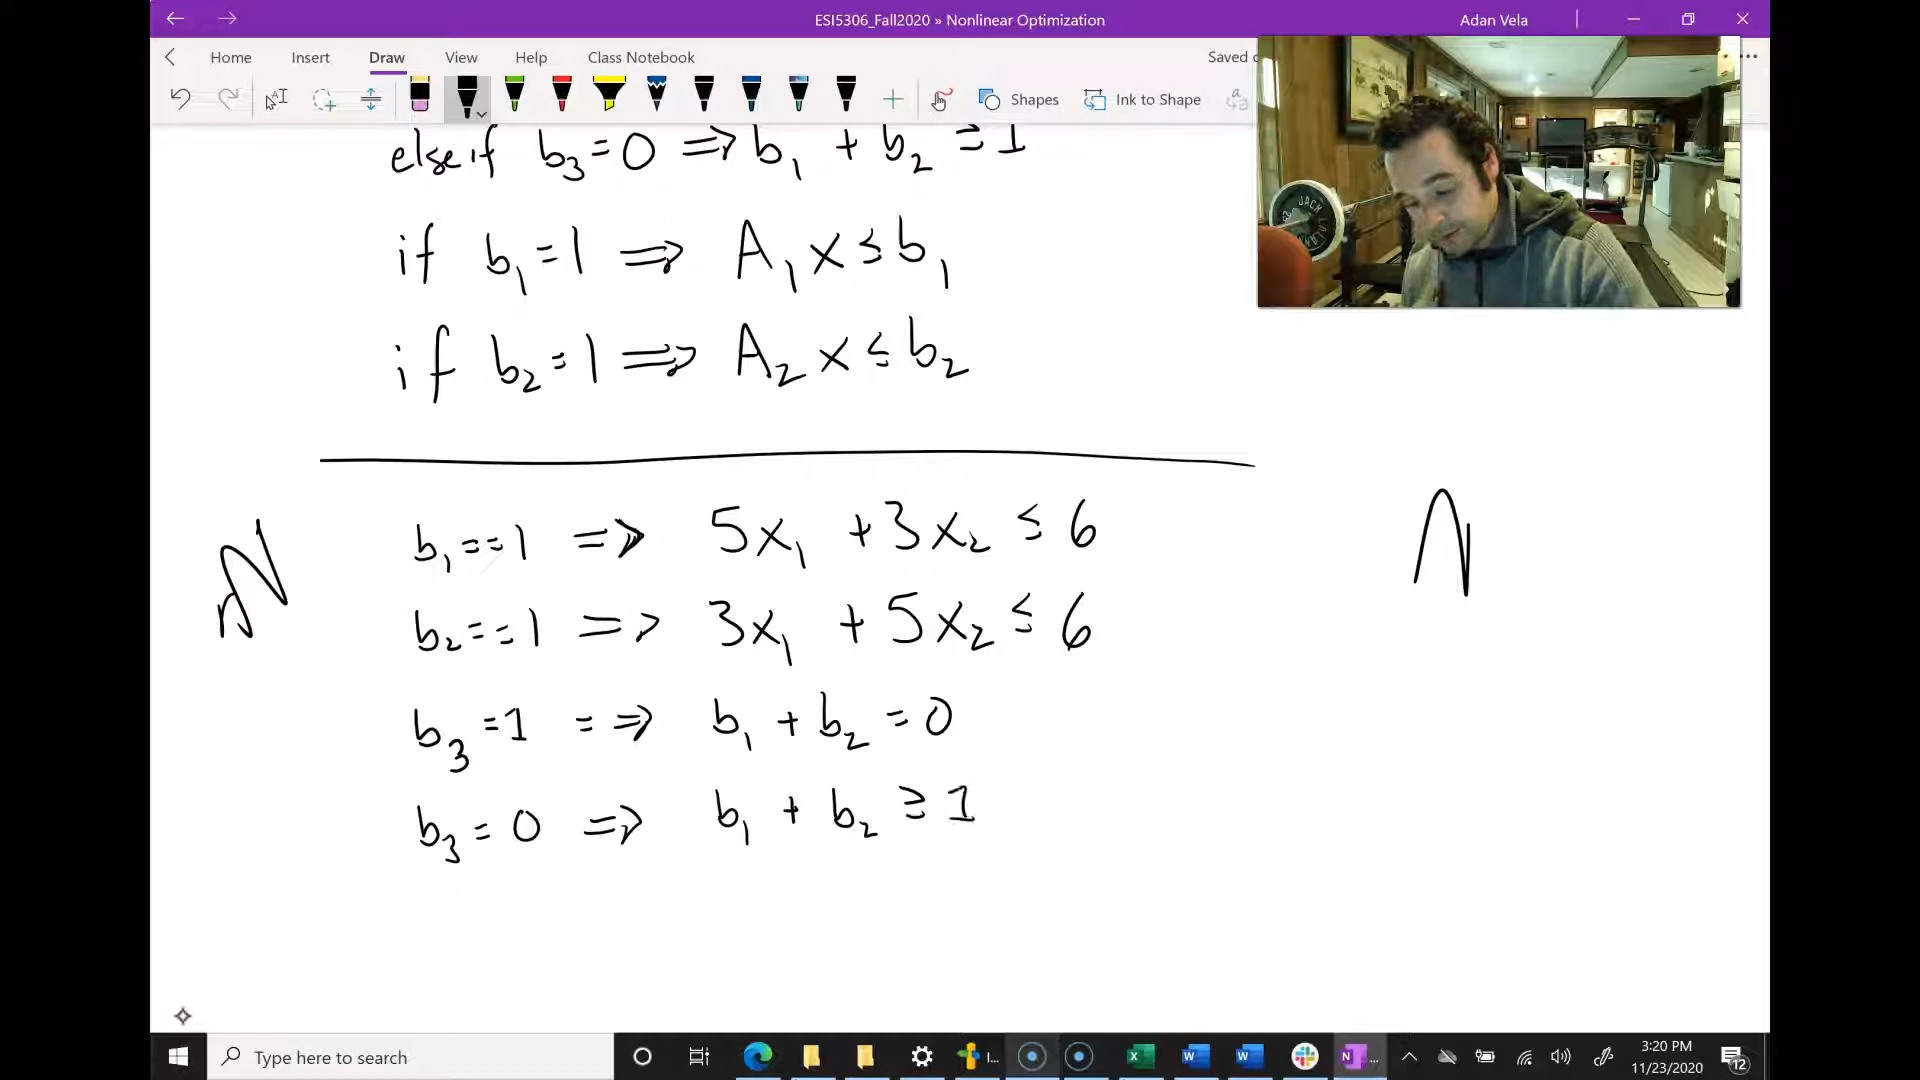 ESI5306_Fall2020 » Nonlinear Optimization
Adan Vela
Home Insert Draw View Help Class Notebook
Saved
Shapes
Ink to Shape
else if b₃ = 0 ⇒ b₁ + b₂ ≥ 1
if b₁ = 1 ⇒ A₁x ≤ b₁
if b₂ = 1 ⇒ A₂x ≤ b₂
b₁ == 1 ⇒ 5x₁ + 3x₂ ≤ 6
b₂ == 1 ⇒ 3x₁ + 5x₂ ≤ 6
b₃ = 1 = ⇒ b₁ + b₂ = 0
b₃ = 0 ⇒ b₁ + b₂ ≥ 1
Type here to search
3:20 PM
11/23/2020
12